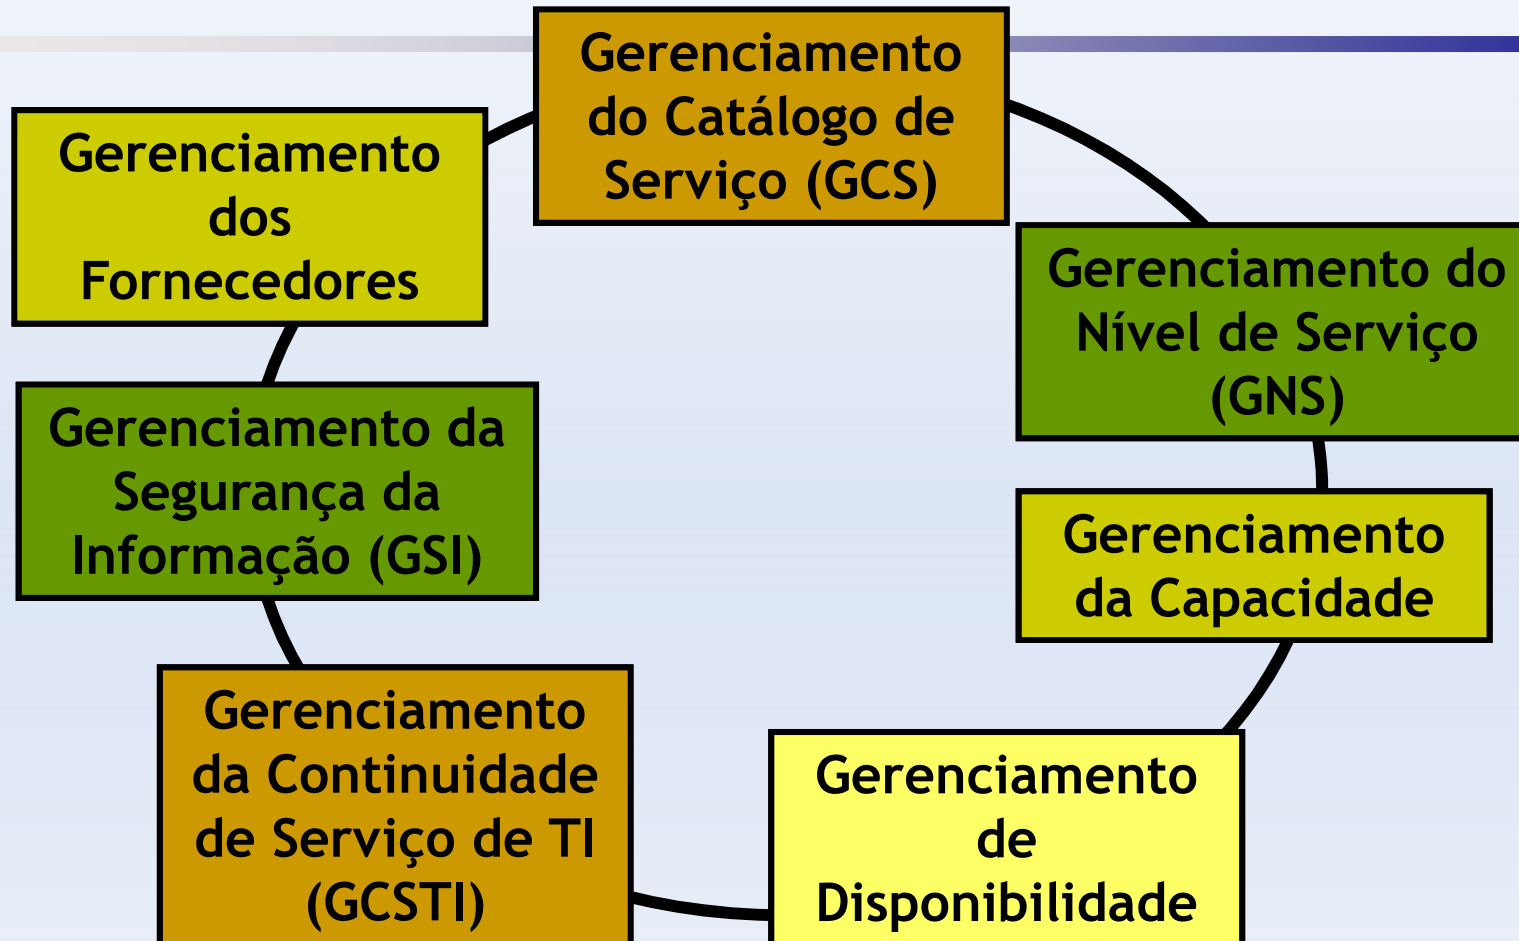 Gerenciamento
do Catálogo de
Serviço (GCS)
Gerenciamento
dos
Fornecedores
Gerenciamento do
Nível de Serviço
(GNS)
Gerenciamento da
Segurança da
Informação (GSI)
Gerenciamento
da Capacidade
Gerenciamento
da Continuidade
de Serviço de TI
(GCSTI)
Gerenciamento
de
Disponibilidade